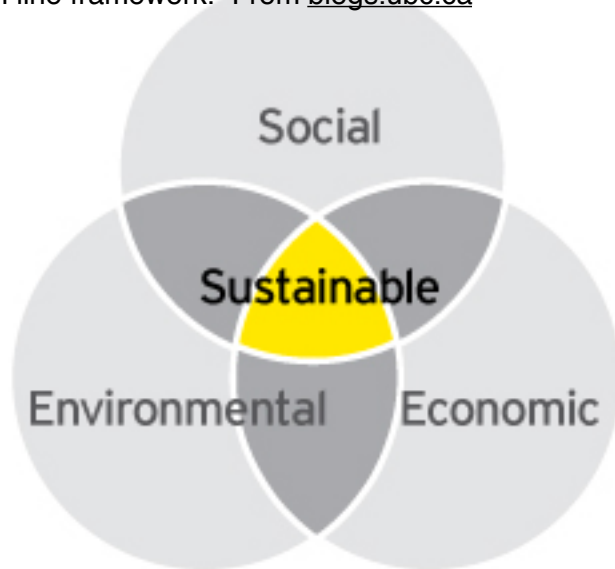 line framework. From blogs.ubc.ca
Social
Sustainable
Environmental Economic